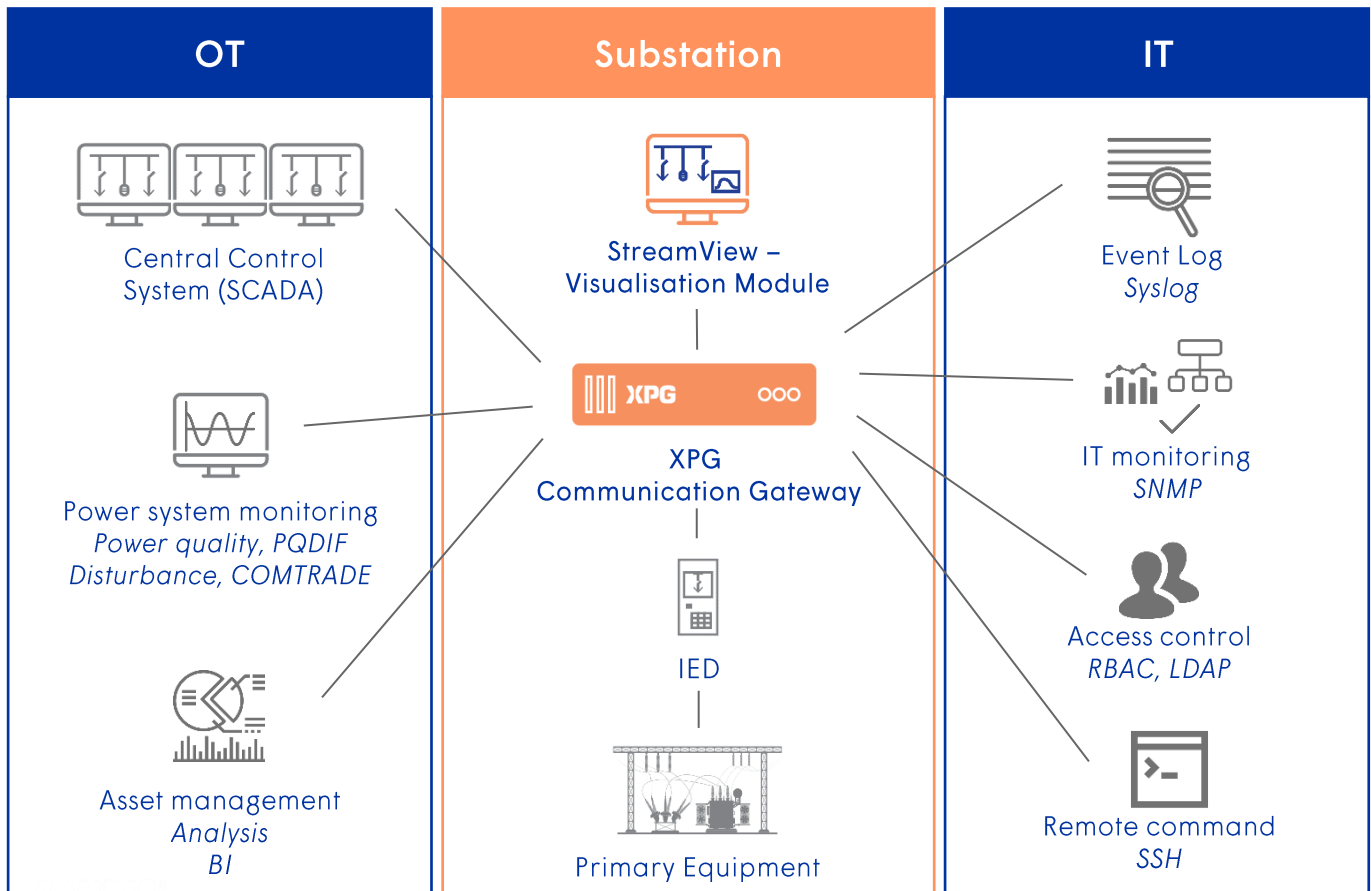 OT
Substation
IT
Central Control
System (SCADA)
Power system monitoring
Power quality, PQDIF
Disturbance, COMTRADE
Asset management
Analysis
BI
StreamView –
Visualisation Module
XPG
XPG
Communication Gateway
IED
Primary Equipment
Event Log
Syslog
IT monitoring
SNMP
Access control
RBAC, LDAP
Remote command
SSH